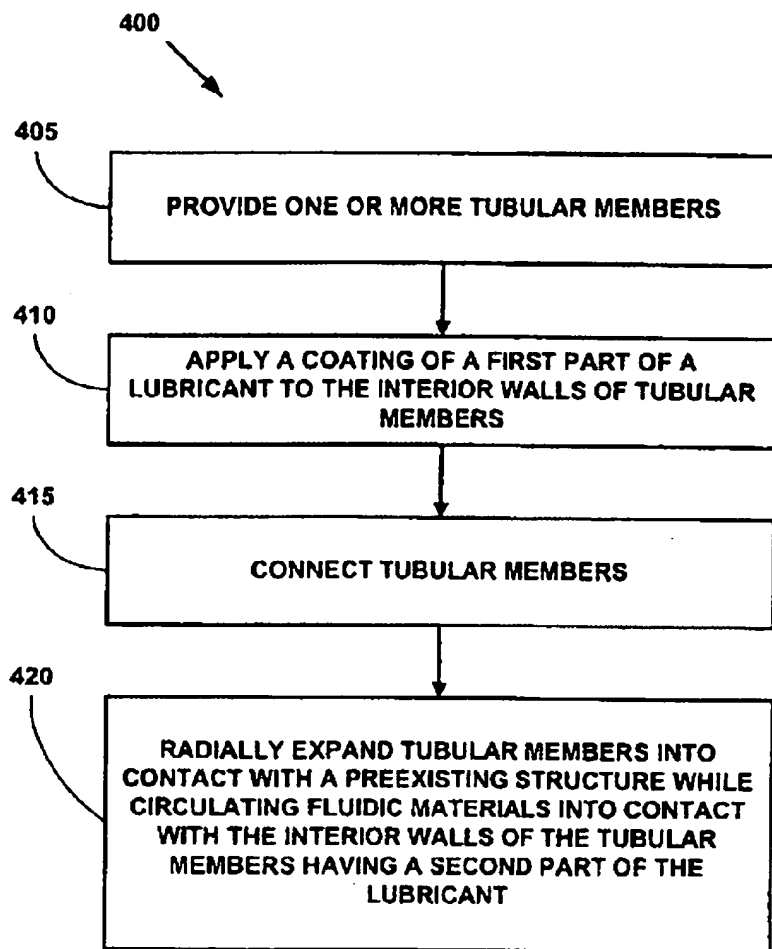 400
405
PROVIDE ONE OR MORE TUBULAR MEMBERS
410
APPLY A COATING OF A FIRST PART OF A
LUBRICANT TO THE INTERIOR WALLS OF TUBULAR
MEMBERS
415
CONNECT TUBULAR MEMBERS
420
RADIALLY EXPAND TUBULAR MEMBERS INTO
CONTACT WITH A PREEXISTING STRUCTURE WHILE
CIRCULATING FLUIDIC MATERIALS INTO CONTACT
WITH THE INTERIOR WALLS OF THE TUBULAR
MEMBERS HAVING A SECOND PART OF THE
LUBRICANT